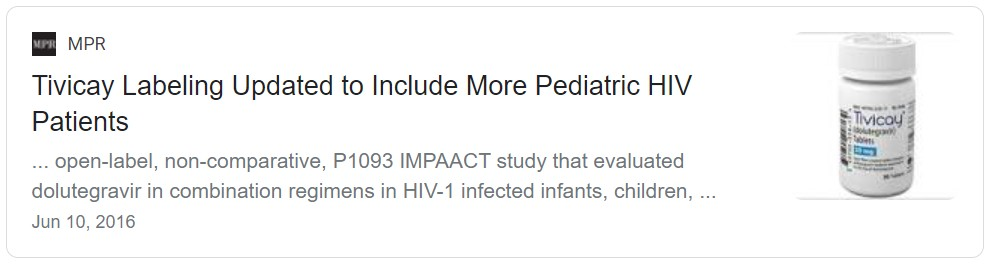 MPR MPR
Tivicay Labeling Updated to Include More Pediatric HIV
Patients
... open-label, non-comparative, P1093 IMPAACT study that evaluated
dolutegravir in combination regimens in HIV-1 infected infants, children, ...
Jun 10, 2016
Tivicay
(dolutegravir)
Tablets